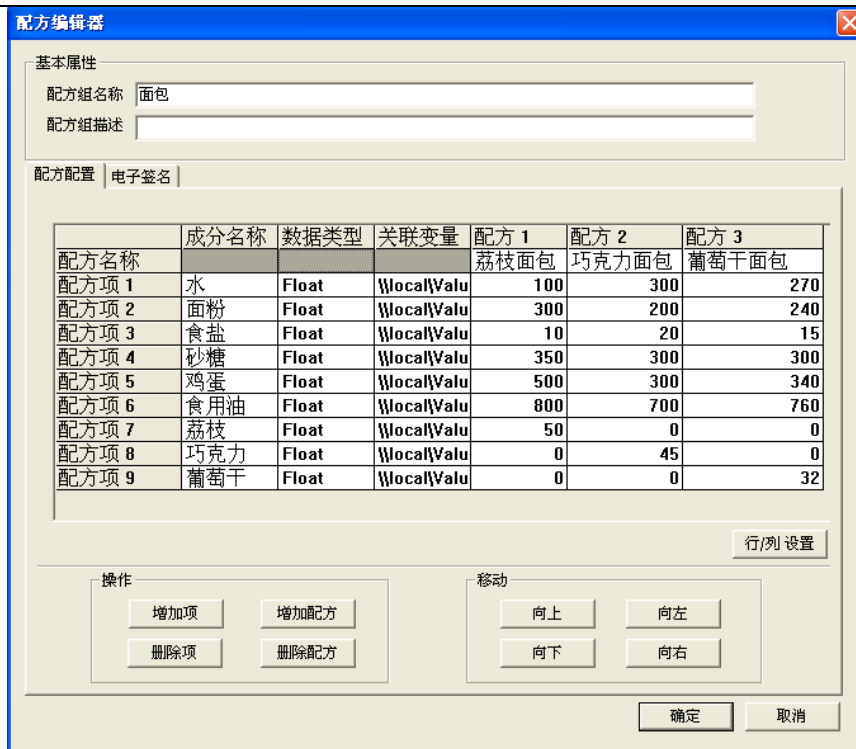 配方编辑器
基本属性
配方组名称 面包
配方组描述
配方配置 电子签名
成分名称 数据类型 关联变量 配方 1 配方 2 配方 3
配方名称 荔枝面包 巧克力面包 葡萄干面包
配方项 1 水 Float \\local\Valu 100 300 270
配方项 2 面粉 Float \\local\Valu 300 200 240
配方项 3 食盐 Float \\local\Valu 10 20 15
配方项 4 砂糖 Float \\local\Valu 350 300 300
配方项 5 鸡蛋 Float \\local\Valu 500 300 340
配方项 6 食用油 Float \\local\Valu 800 700 760
配方项 7 荔枝 Float \\local\Valu 50 0 0
配方项 8 巧克力 Float \\local\Valu 0 45 0
配方项 9 葡萄干 Float \\local\Valu 0 0 32
行/列 设置
操作 移动
增加项 增加配方 向上 向左
删除项 删除配方 向下 向右
确定 取消